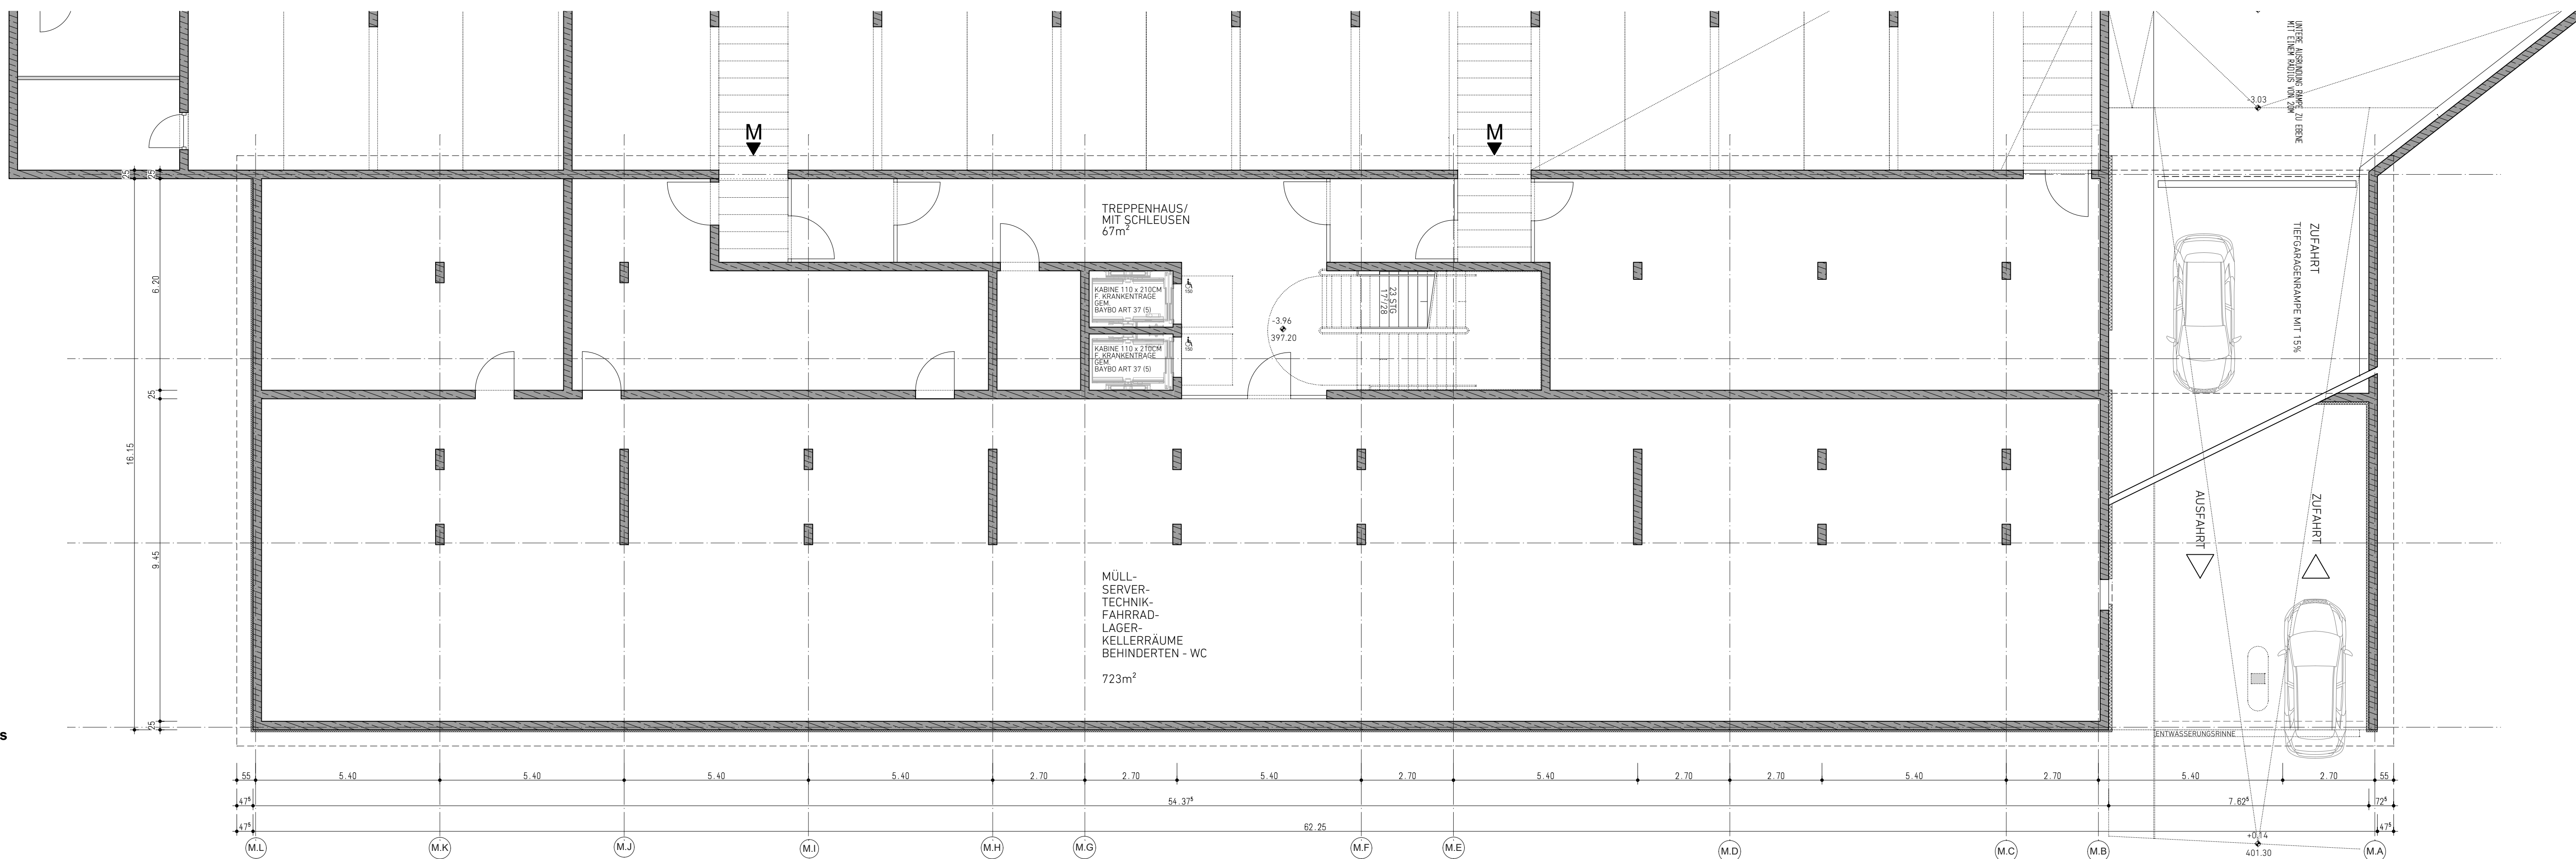 UNTERE AUSRUNDUNG RAMPE ZU EBENE
MIT EINEM RADIUS VON 20M
-3.03
M
M
25
25
TREPPENHAUS/
MIT SCHLEUSEN
67m²
ZUFAHRT
TIEFGARAGENRAMPE MIT 15%
6.20
KABINE 110 x 210CM
F. KRANKENTRAGE
GEM.
BAYBO ART 37 (5)
150
23 STG
17⁵/28
-3.96
397.20
KABINE 110 x 210CM
F. KRANKENTRAGE
GEM.
BAYBO ART 37 (5)
150
25
16.15
9.45
AUSFAHRT
ZUFAHRT
MÜLL-
SERVER-
TECHNIK-
FAHRRAD-
LAGER-
KELLERRÄUME
BEHINDERTEN - WC
723m²
25
s
ENTWÄSSERUNGSRINNE
55 5.40 5.40 5.40 5.40 2.70 2.70 5.40 2.70 5.40 2.70 2.70 5.40 2.70 5.40 2.70 55
47⁵ 54.37⁵ 7.62⁵ 72⁵
47⁵ 62.25 47⁵
+0.14
401.30
M.L M.K M.J M.I M.H M.G M.F M.E M.D M.C M.B M.A